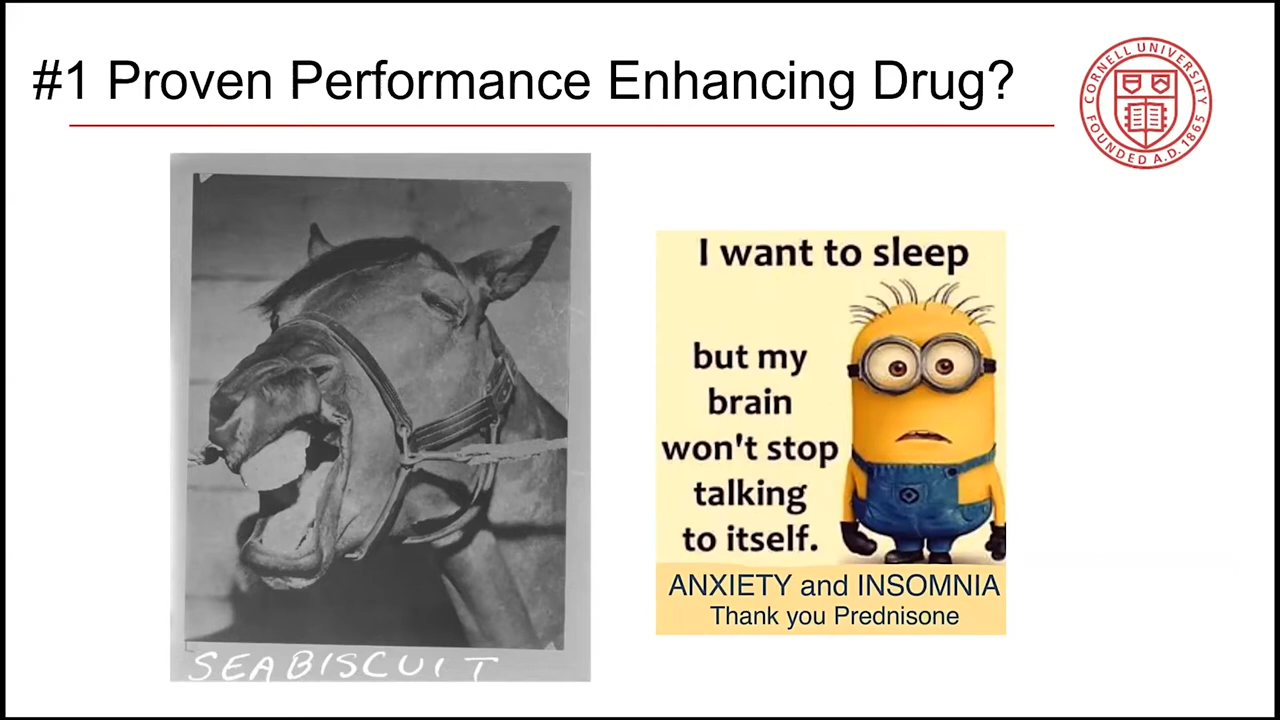 #1 Proven Performance Enhancing Drug?
CORNELL UNIVERSITY
FOUNDED A.D. 1865
SEABISCUIT
I want to sleep
but my
brain
won't stop
talking
to itself.
ANXIETY and INSOMNIA
Thank you Prednisone